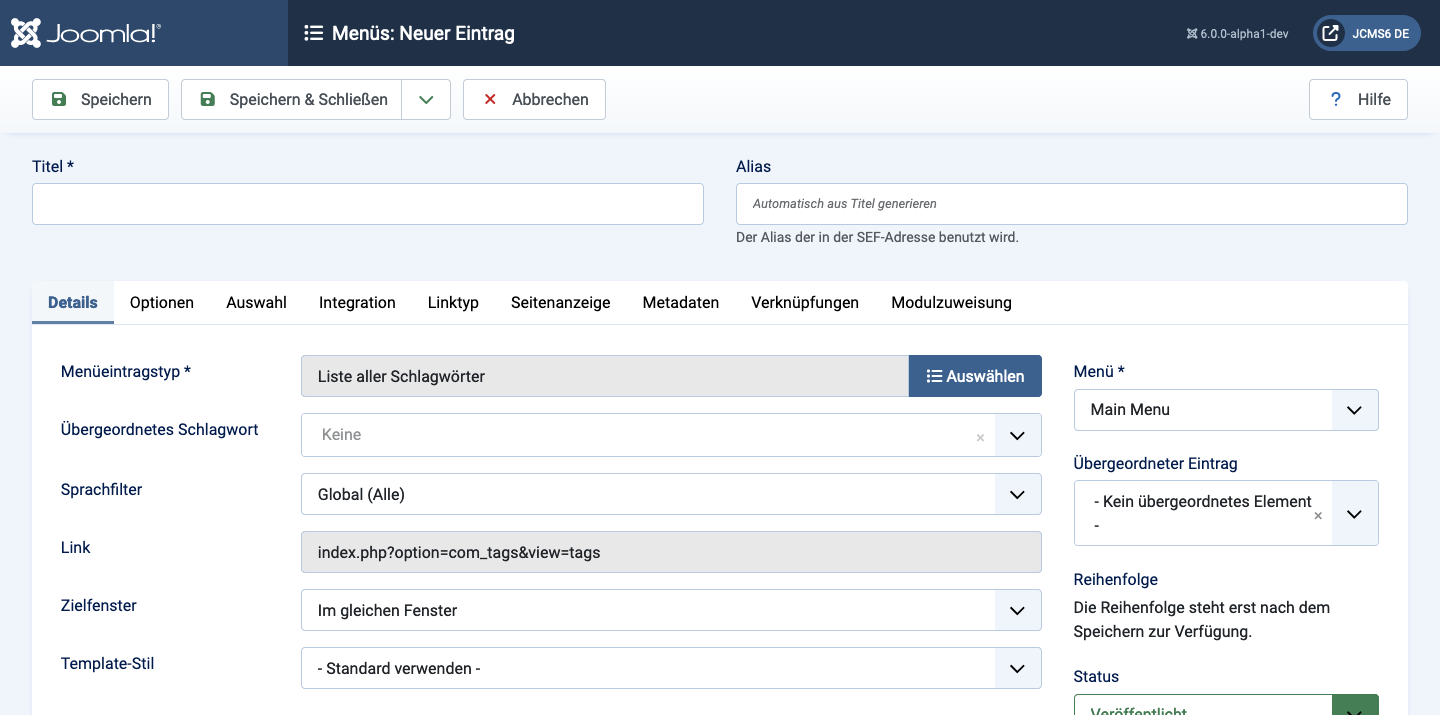 Joomla!®
Menüs: Neuer Eintrag
6.0.0-alpha1-dev
JCMS6 DE
Speichern
Speichern & Schließen
Abbrechen
? Hilfe
Titel *
Alias
Automatisch aus Titel generieren
Der Alias der in der SEF-Adresse benutzt wird.
Details Optionen Auswahl Integration Linktyp Seitenanzeige Metadaten Verknüpfungen Modulzuweisung
Menüeintragstyp *
Liste aller Schlagwörter
Auswählen
Übergeordnetes Schlagwort
Keine
×
Sprachfilter
Global (Alle)
Link
index.php?option=com_tags&view=tags
Zielfenster
Im gleichen Fenster
Template-Stil
- Standard verwenden -
Menü *
Main Menu
Übergeordneter Eintrag
- Kein übergeordnetes Element
-
×
Reihenfolge
Die Reihenfolge steht erst nach dem
Speichern zur Verfügung.
Status
Veröffentlicht